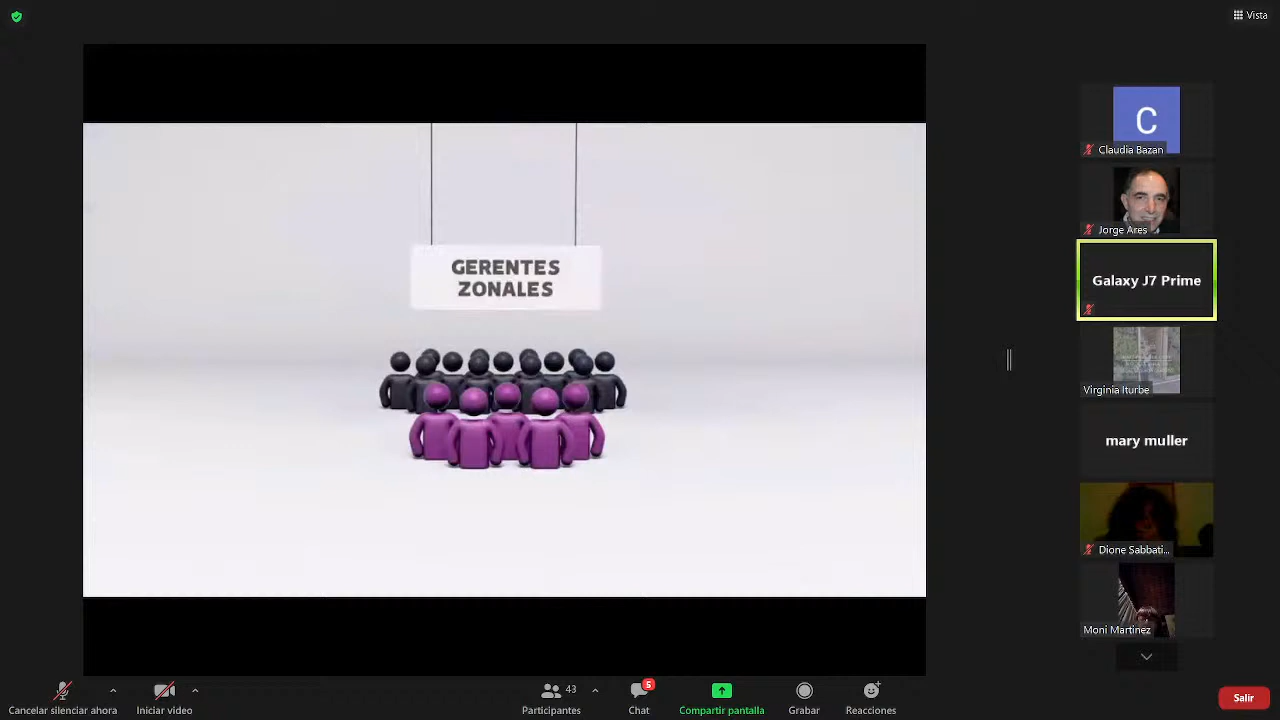 Vista
Claudia Bazan
C
Jorge Ares
Galaxy J7 Prime
Virginia Iturbe
mary muller
Dione Sabbati...
Moni Martinez
GERENTES
ZONALES
Cancelar silenciar ahora
Iniciar video
43
Participantes
5
Chat
Compartir pantalla
Grabar
Reacciones
Salir